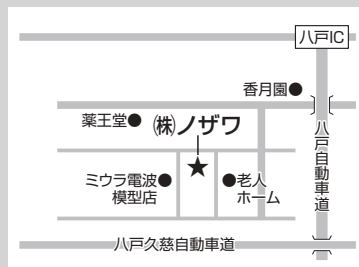 八戸IC
香月園
薬王堂
㈱ノザワ
八戸自動車道
ミウラ電波
模型店
老人
ホーム
八戸久慈自動車道